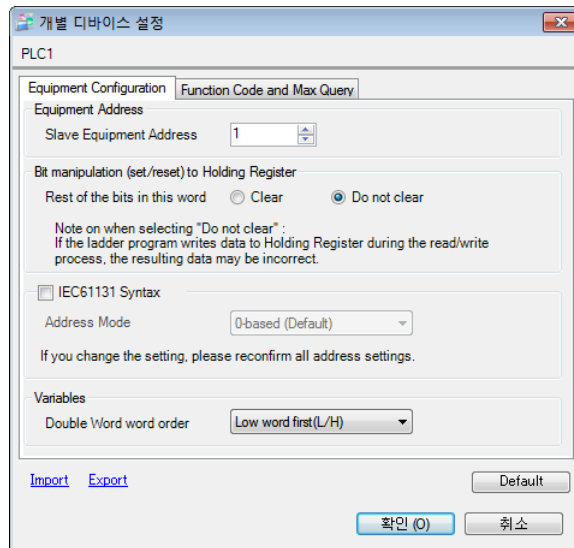 개별 디바이스 설정
PLC1
Equipment Configuration Function Code and Max Query
Equipment Address
Slave Equipment Address 1
Bit manipulation (set/reset) to Holding Register
Rest of the bits in this word Clear Do not clear
Note on when selecting "Do not clear" :
If the ladder program writes data to Holding Register during the read/write
process, the resulting data may be incorrect.
IEC61131 Syntax
Address Mode 0-based (Default)
If you change the setting, please reconfirm all address settings.
Variables
Double Word word order Low word first(L/H)
Import Export Default
확인 (O) 취소